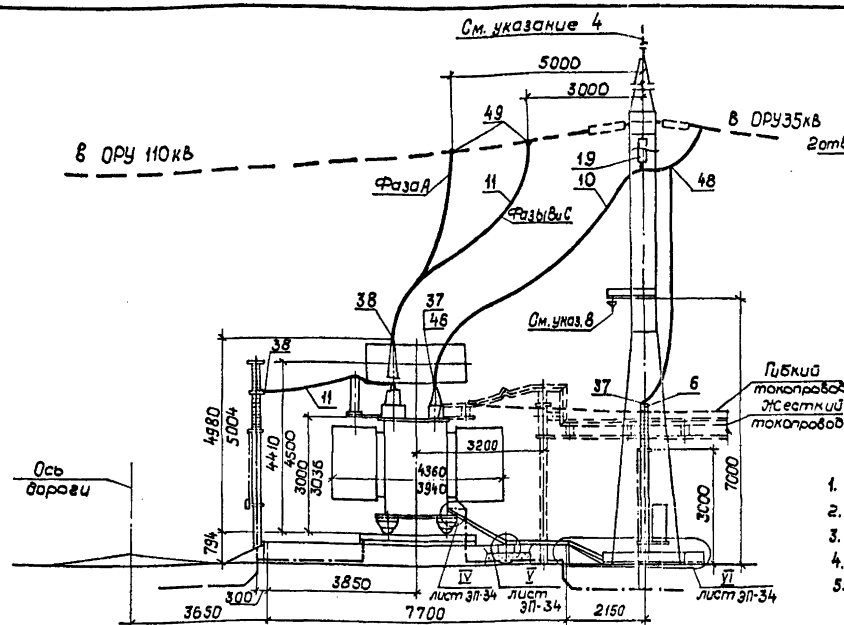 См. указание 4
5000
3000
в ОРУ 110кВ
49
в ОРУ35кВ
2отв
Фаза А
11
Фазы В и С
19
10
48
38
37
46
См. указ. 8
38
11
37
6
Гибкий
токопровод
Жесткий
токопровод
4980
5004
4410
4500
3000
3036
3200
4360
3940
3000
7000
Ось
дороги
794
300
3850
IV
лист ЭП-34
V
лист
ЭП-34
VI
лист ЭП-34
3650
7700
2150
1.
2.
3.
4.
5.